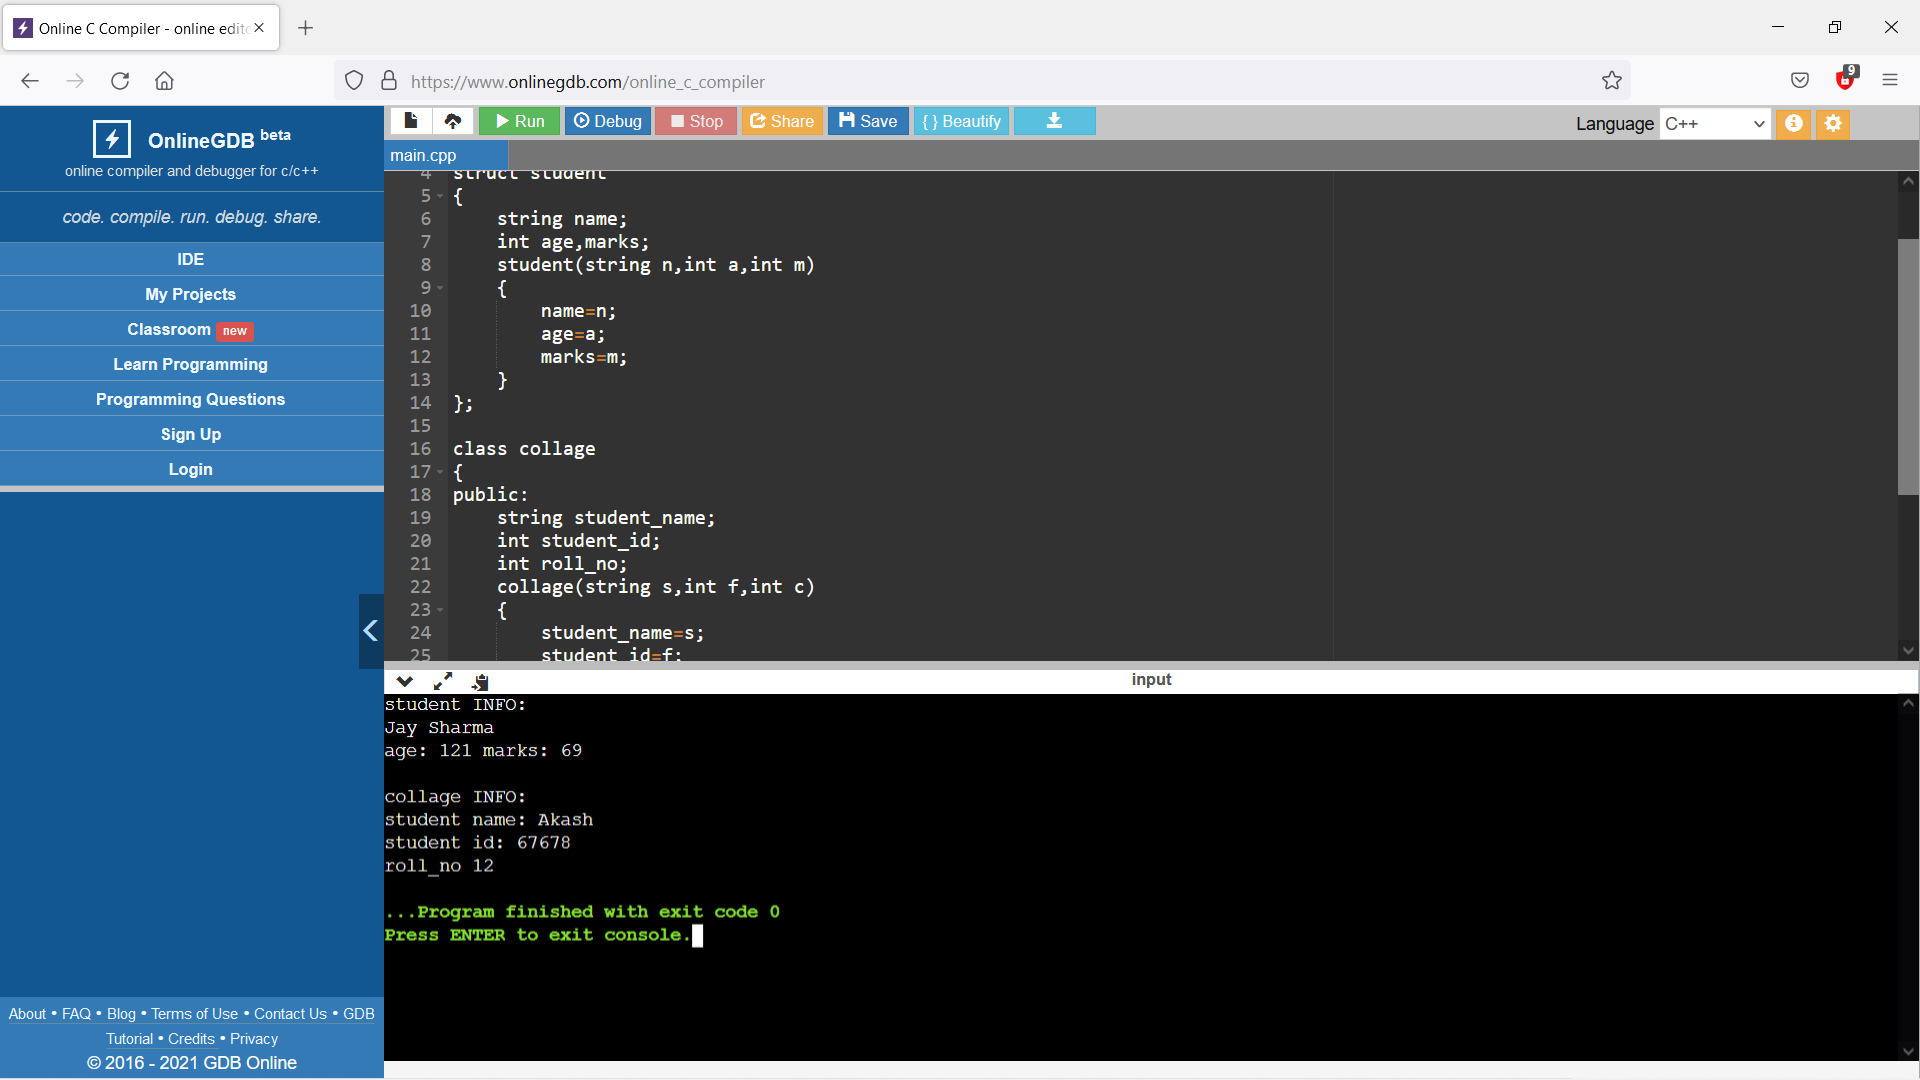 Online C Compiler - online edito
https://www.onlinegdb.com/online_c_compiler
9
OnlineGDB beta
online compiler and debugger for c/c++
code. compile. run. debug. share.
IDE
My Projects
Classroom new
Learn Programming
Programming Questions
Sign Up
Login
About • FAQ • Blog • Terms of Use • Contact Us • GDB
Tutorial • Credits • Privacy
© 2016 - 2021 GDB Online
Run Debug Stop Share Save { } Beautify
Language C++
main.cpp
4 struct student
5 {
6 string name;
7 int age,marks;
8 student(string n,int a,int m)
9 {
10 name=n;
11 age=a;
12 marks=m;
13 }
14 };
15
16 class collage
17 {
18 public:
19 string student_name;
20 int student_id;
21 int roll_no;
22 collage(string s,int f,int c)
23 {
24 student_name=s;
25 student_id=f;
input
student INFO:
Jay Sharma
age: 121 marks: 69
collage INFO:
student name: Akash
student id: 67678
roll_no 12
...Program finished with exit code 0
Press ENTER to exit console.